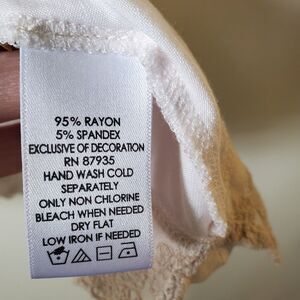 95% RAYON
5% SPANDEX
EXCLUSIVE OF DECORATION
RN 87935
HAND WASH COLD
SEPARATELY
ONLY NON CHLORINE
BLEACH WHEN NEEDED
DRY FLAT
LOW IRON IF NEEDED